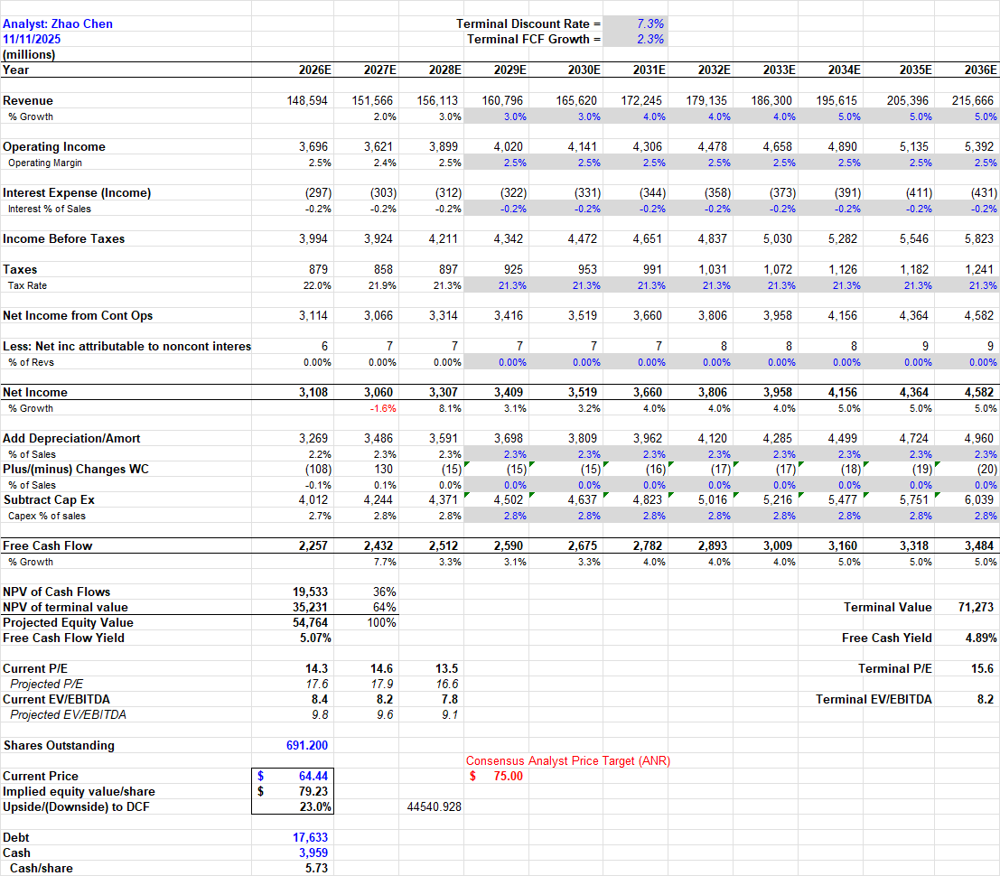 Analyst: Zhao Chen Terminal Discount Rate = 7.3%
11/11/2025 Terminal FCF Growth = 2.3%
(millions)
Year 2026E 2027E 2028E 2029E 2030E 2031E 2032E 2033E 2034E 2035E 2036E
Revenue 148,594 151,566 156,113 160,796 165,620 172,245 179,135 186,300 195,615 205,396 215,666
% Growth 2.0% 3.0% 3.0% 3.0% 4.0% 4.0% 4.0% 5.0% 5.0% 5.0%
Operating Income 3,696 3,621 3,899 4,020 4,141 4,306 4,478 4,658 4,890 5,135 5,392
Operating Margin 2.5% 2.4% 2.5% 2.5% 2.5% 2.5% 2.5% 2.5% 2.5% 2.5% 2.5%
Interest Expense (Income) (297) (303) (312) (322) (331) (344) (358) (373) (391) (411) (431)
Interest % of Sales -0.2% -0.2% -0.2% -0.2% -0.2% -0.2% -0.2% -0.2% -0.2% -0.2% -0.2%
Income Before Taxes 3,994 3,924 4,211 4,342 4,472 4,651 4,837 5,030 5,282 5,546 5,823
Taxes 879 858 897 925 953 991 1,031 1,072 1,126 1,182 1,241
Tax Rate 22.0% 21.9% 21.3% 21.3% 21.3% 21.3% 21.3% 21.3% 21.3% 21.3% 21.3%
Net Income from Cont Ops 3,114 3,066 3,314 3,416 3,519 3,660 3,806 3,958 4,156 4,364 4,582
Less: Net inc attributable to noncont interes 6 7 7 7 7 7 8 8 8 9 9
% of Revs 0.00% 0.00% 0.00% 0.00% 0.00% 0.00% 0.00% 0.00% 0.00% 0.00% 0.00%
Net Income 3,108 3,060 3,307 3,409 3,519 3,660 3,806 3,958 4,156 4,364 4,582
% Growth -1.6% 8.1% 3.1% 3.2% 4.0% 4.0% 4.0% 5.0% 5.0% 5.0%
Add Depreciation/Amort 3,269 3,486 3,591 3,698 3,809 3,962 4,120 4,285 4,499 4,724 4,960
% of Sales 2.2% 2.3% 2.3% 2.3% 2.3% 2.3% 2.3% 2.3% 2.3% 2.3% 2.3%
Plus/(minus) Changes WC (108) 130 (15) (15) (15) (16) (17) (17) (18) (19) (20)
% of Sales -0.1% 0.1% 0.0% 0.0% 0.0% 0.0% 0.0% 0.0% 0.0% 0.0% 0.0%
Subtract Cap Ex 4,012 4,244 4,371 4,502 4,637 4,823 5,016 5,216 5,477 5,751 6,039
Capex % of sales 2.7% 2.8% 2.8% 2.8% 2.8% 2.8% 2.8% 2.8% 2.8% 2.8% 2.8%
Free Cash Flow 2,257 2,432 2,512 2,590 2,675 2,782 2,893 3,009 3,160 3,318 3,484
% Growth 7.7% 3.3% 3.1% 3.3% 4.0% 4.0% 4.0% 5.0% 5.0% 5.0%
NPV of Cash Flows 19,533 36%
NPV of terminal value 35,231 64% Terminal Value 71,273
Projected Equity Value 54,764 100%
Free Cash Flow Yield 5.07% Free Cash Yield 4.89%
Current P/E 14.3 14.6 13.5 Terminal P/E 15.6
Projected P/E 17.6 17.9 16.6
Current EV/EBITDA 8.4 8.2 7.8 Terminal EV/EBITDA 8.2
Projected EV/EBITDA 9.8 9.6 9.1
Shares Outstanding 691.200
Consensus Analyst Price Target (ANR)
Current Price $ 64.44 $ 75.00
Implied equity value/share $ 79.23
Upside/(Downside) to DCF 23.0% 44540.928
Debt 17,633
Cash 3,959
Cash/share 5.73